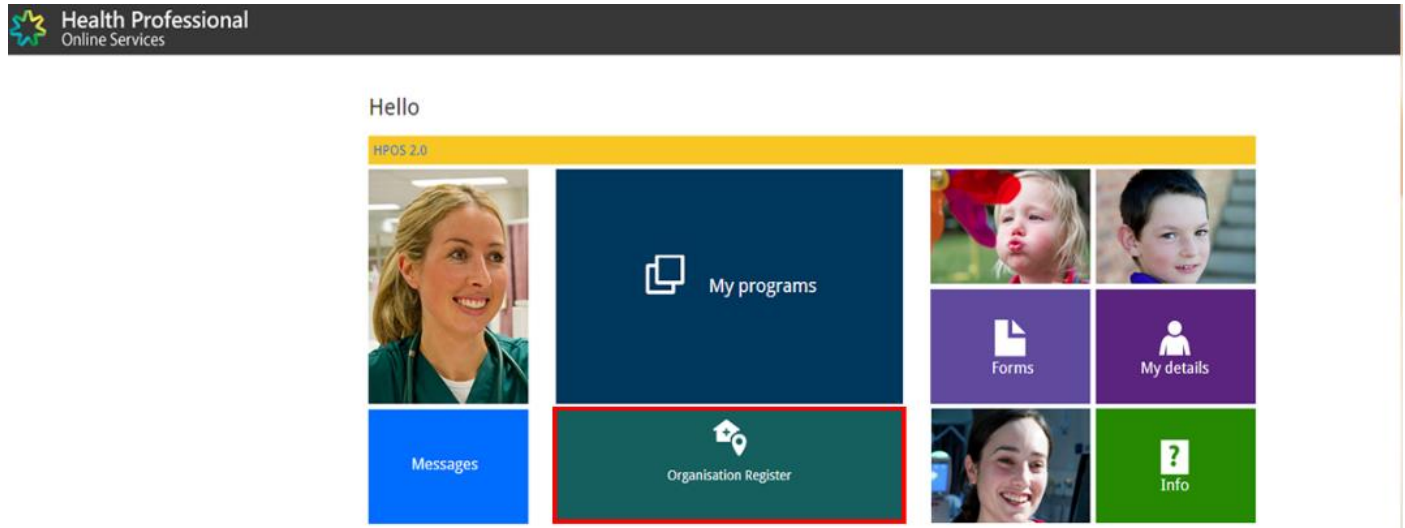 Health Professional
Online Services
Hello
HPOS 2.0
My programs
Forms
My details
Messages
Organisation Register
?
Info